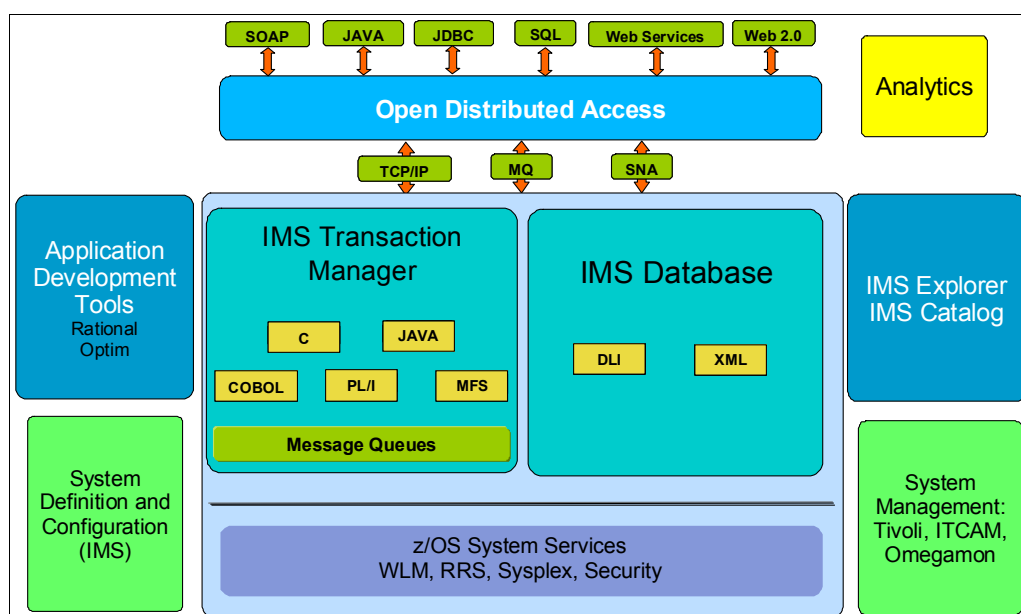 SOAP
JAVA
JDBC
SQL
Web Services
Web 2.0
Open Distributed Access
Analytics
TCP/IP
MQ
SNA
Application
Development
Tools
Rational
Optim
IMS Transaction
Manager
C
JAVA
COBOL
PL/I
MFS
Message Queues
IMS Database
DLI
XML
IMS Explorer
IMS Catalog
System
Definition and
Configuration
(IMS)
z/OS System Services
WLM, RRS, Sysplex, Security
System
Management:
Tivoli, ITCAM,
Omegamon